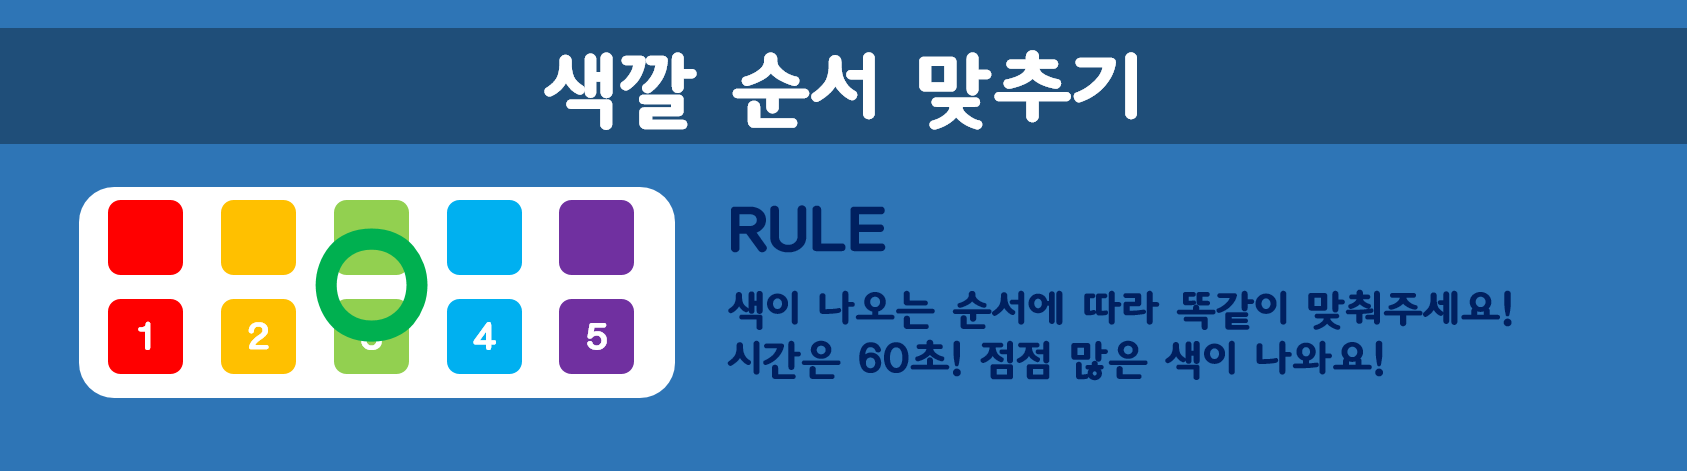 색깔 순서 맞추기
1 2 3 4 5
RULE
색이 나오는 순서에 따라 똑같이 맞춰주세요!
시간은 60초! 점점 많은 색이 나와요!